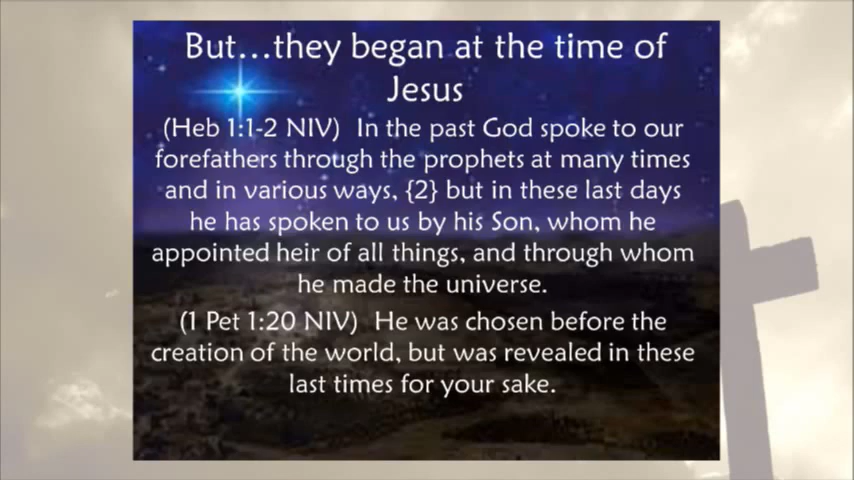 But...they began at the time of
Jesus
(Heb 1:1-2 NIV) In the past God spoke to our
forefathers through the prophets at many times
and in various ways, {2} but in these last days
he has spoken to us by his Son, whom he
appointed heir of all things, and through whom
he made the universe.
(1 Pet 1:20 NIV) He was chosen before the
creation of the world, but was revealed in these
last times for your sake.